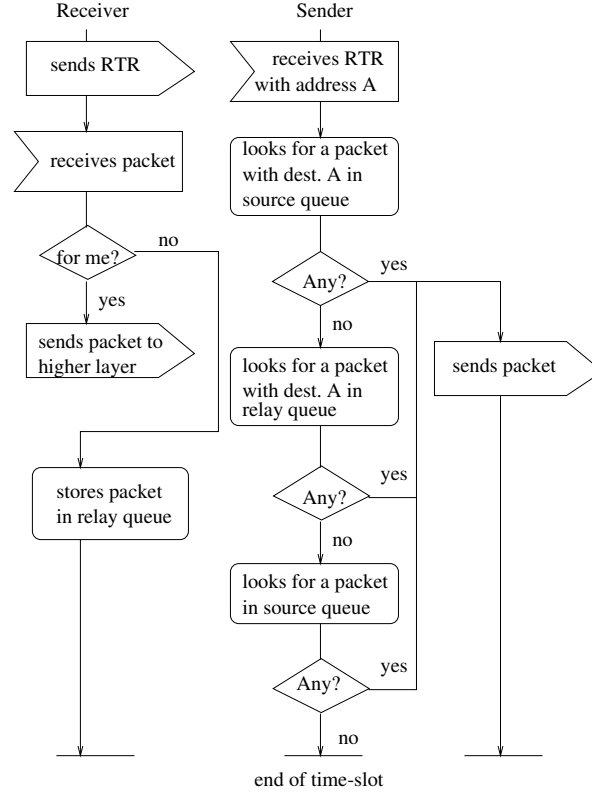 Receiver
sends RTR
receives packet
for me?
no
yes
sends packet to
higher layer
stores packet
in relay queue
Sender
receives RTR
with address A
looks for a packet
with dest. A in
source queue
Any?
yes
no
looks for a packet
with dest. A in
relay queue
Any?
yes
no
looks for a packet
in source queue
Any?
yes
no
sends packet
end of time-slot